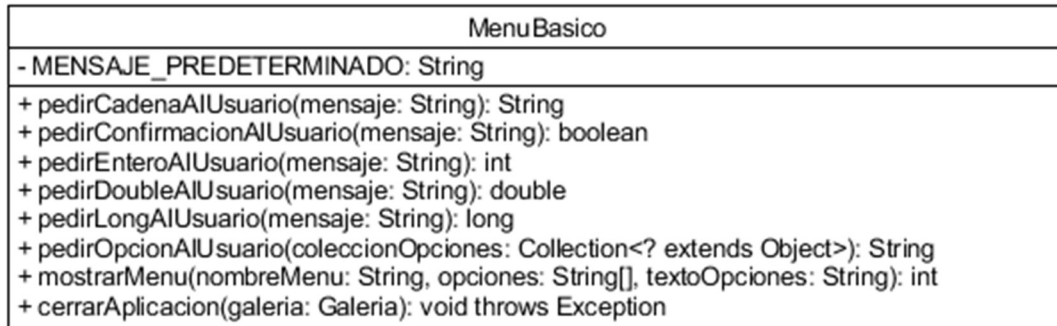 MenuBasico
- MENSAJE_PREDETERMINADO: String
+ pedirCadenaAlUsuario(mensaje: String): String
+ pedirConfirmacionAlUsuario(mensaje: String): boolean
+ pedirEnteroAlUsuario(mensaje: String): int
+ pedirDoubleAlUsuario(mensaje: String): double
+ pedirLongAlUsuario(mensaje: String): long
+ pedirOpcionAlUsuario(coleccionOpciones: Collection<? extends Object>): String
+ mostrarMenu(nombreMenu: String, opciones: String[], textoOpciones: String): int
+ cerrarAplicacion(galeria: Galeria): void throws Exception